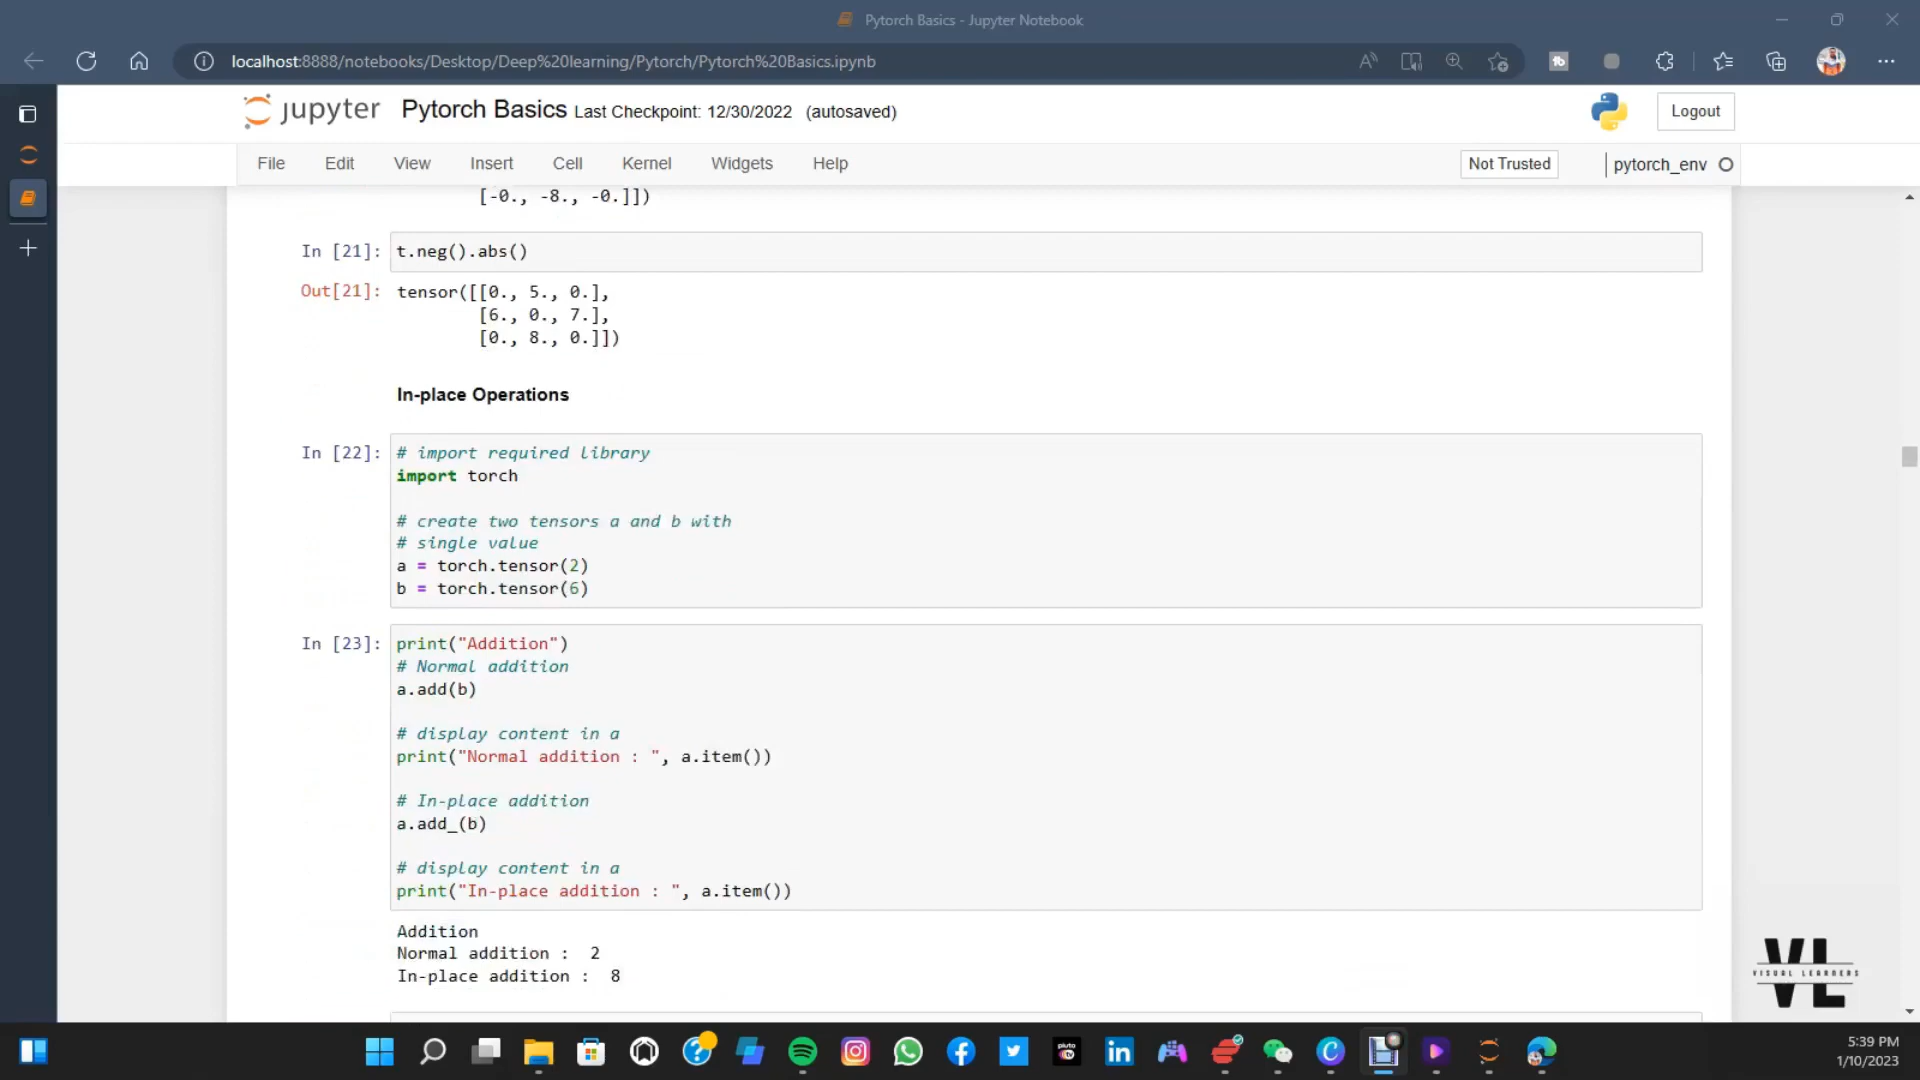 Pytorch Basics - Jupyter Notebook
localhost:8888/notebooks/Desktop/Deep%20learning/Pytorch/Pytorch%20Basics.ipynb
jupyter Pytorch Basics Last Checkpoint: 12/30/2022 (autosaved)
Logout
File Edit View Insert Cell Kernel Widgets Help
Not Trusted
pytorch_env
[-0., -8., -0.]])
In [21]: t.neg().abs()
Out[21]: tensor([[0., 5., 0.],
[6., 0., 7.],
[0., 8., 0.]])
In-place Operations
In [22]: # import required library
import torch
# create two tensors a and b with
# single value
a = torch.tensor(2)
b = torch.tensor(6)
In [23]: print("Addition")
# Normal addition
a.add(b)
# display content in a
print("Normal addition : ", a.item())
# In-place addition
a.add_(b)
# display content in a
print("In-place addition : ", a.item())
Addition
Normal addition :  2
In-place addition :  8
VL
VISUAL LEARNERS
pluto tv
5:39 PM
1/10/2023